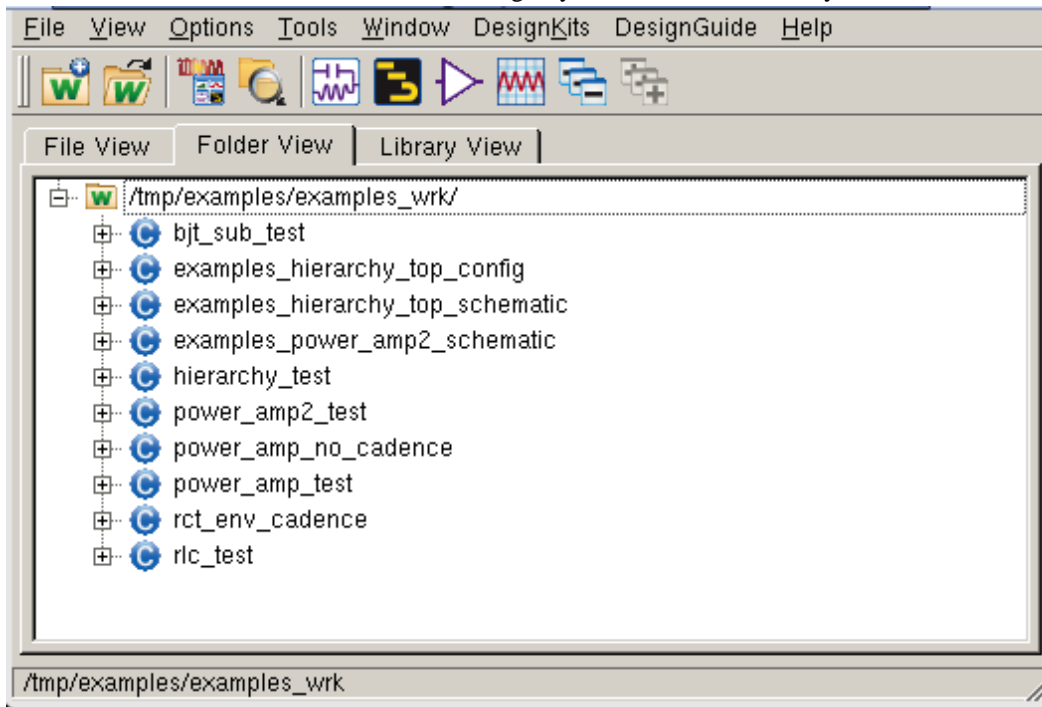 File View Options Tools Window DesignKits DesignGuide Help
File View Folder View Library View
/tmp/examples/examples_wrk/
bjt_sub_test
examples_hierarchy_top_config
examples_hierarchy_top_schematic
examples_power_amp2_schematic
hierarchy_test
power_amp2_test
power_amp_no_cadence
power_amp_test
rct_env_cadence
rlc_test
/tmp/examples/examples_wrk